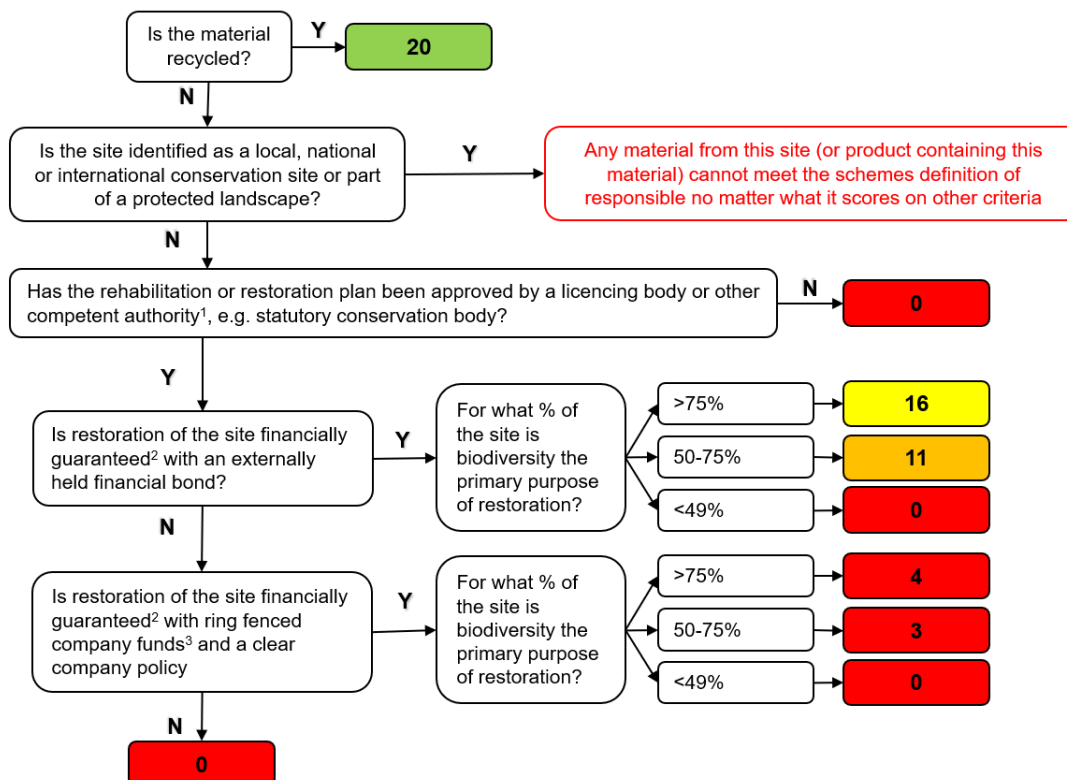 Is the material
recycled?
Y
20
N
Is the site identified as a local, national
or international conservation site or part
of a protected landscape?
Y
Any material from this site (or product containing this
material) cannot meet the schemes definition of
responsible no matter what it scores on other criteria
N
Has the rehabilitation or restoration plan been approved by a licencing body or other
competent authority¹, e.g. statutory conservation body?
N
0
Y
Is restoration of the site financially
guaranteed² with an externally
held financial bond?
Y
For what % of
the site is
biodiversity the
primary purpose
of restoration?
>75%
16
50-75%
11
<49%
0
N
Is restoration of the site financially
guaranteed² with ring fenced
company funds³ and a clear
company policy
Y
For what % of
the site is
biodiversity the
primary purpose
of restoration?
>75%
4
50-75%
3
<49%
0
N
0